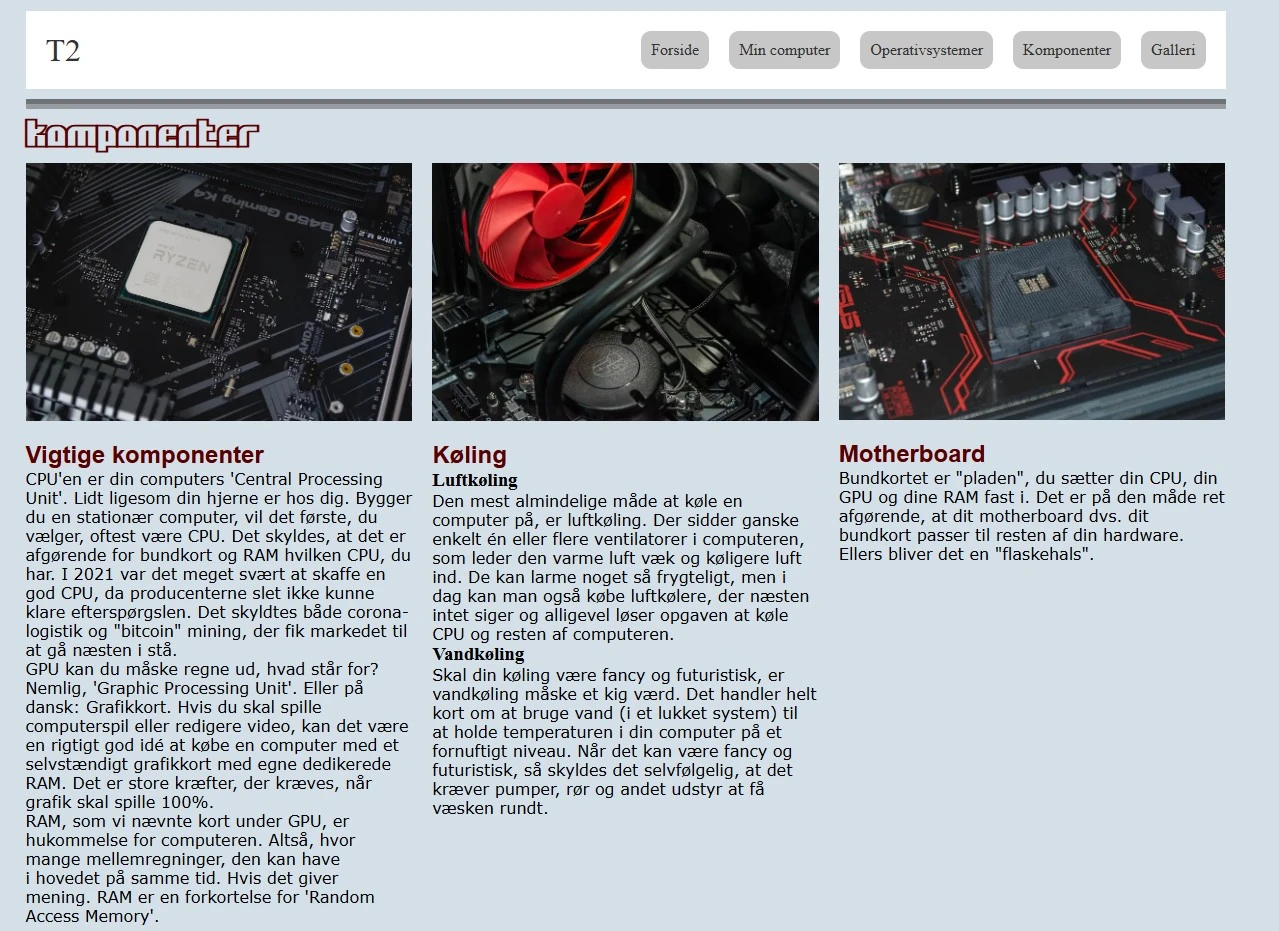 T2
Forside
Min computer
Operativsystemer
Komponenter
Galleri
komponenter
B450 Gaming K4
RYZEN
Vigtige komponenter
CPU'en er din computers 'Central Processing
Unit'. Lidt ligesom din hjerne er hos dig. Bygger
du en stationær computer, vil det første, du
vælger, oftest være CPU. Det skyldes, at det er
afgørende for bundkort og RAM hvilken CPU, du
har. I 2021 var det meget svært at skaffe en
god CPU, da producenterne slet ikke kunne
klare efterspørgslen. Det skyldtes både corona-
logistik og "bitcoin" mining, der fik markedet til
at gå næsten i stå.
GPU kan du måske regne ud, hvad står for?
Nemlig, 'Graphic Processing Unit'. Eller på
dansk: Grafikkort. Hvis du skal spille
computerspil eller redigere video, kan det være
en rigtigt god idé at købe en computer med et
selvstændigt grafikkort med egne dedikerede
RAM. Det er store kræfter, der kræves, når
grafik skal spille 100%.
RAM, som vi nævnte kort under GPU, er
hukommelse for computeren. Altså, hvor
mange mellemregninger, den kan have
i hovedet på samme tid. Hvis det giver
mening. RAM er en forkortelse for 'Random
Access Memory'.
Køling
Luftkøling
Den mest almindelige måde at køle en
computer på, er luftkøling. Der sidder ganske
enkelt én eller flere ventilatorer i computeren,
som leder den varme luft væk og køligere luft
ind. De kan larme noget så frygteligt, men i
dag kan man også købe luftkølere, der næsten
intet siger og alligevel løser opgaven at køle
CPU og resten af computeren.
Vandkøling
Skal din køling være fancy og futuristisk, er
vandkøling måske et kig værd. Det handler helt
kort om at bruge vand (i et lukket system) til
at holde temperaturen i din computer på et
fornuftigt niveau. Når det kan være fancy og
futuristisk, så skyldes det selvfølgelig, at det
kræver pumper, rør og andet udstyr at få
væsken rundt.
Motherboard
Bundkortet er "pladen", du sætter din CPU, din
GPU og dine RAM fast i. Det er på den måde ret
afgørende, at dit motherboard dvs. dit
bundkort passer til resten af din hardware.
Ellers bliver det en "flaskehals".